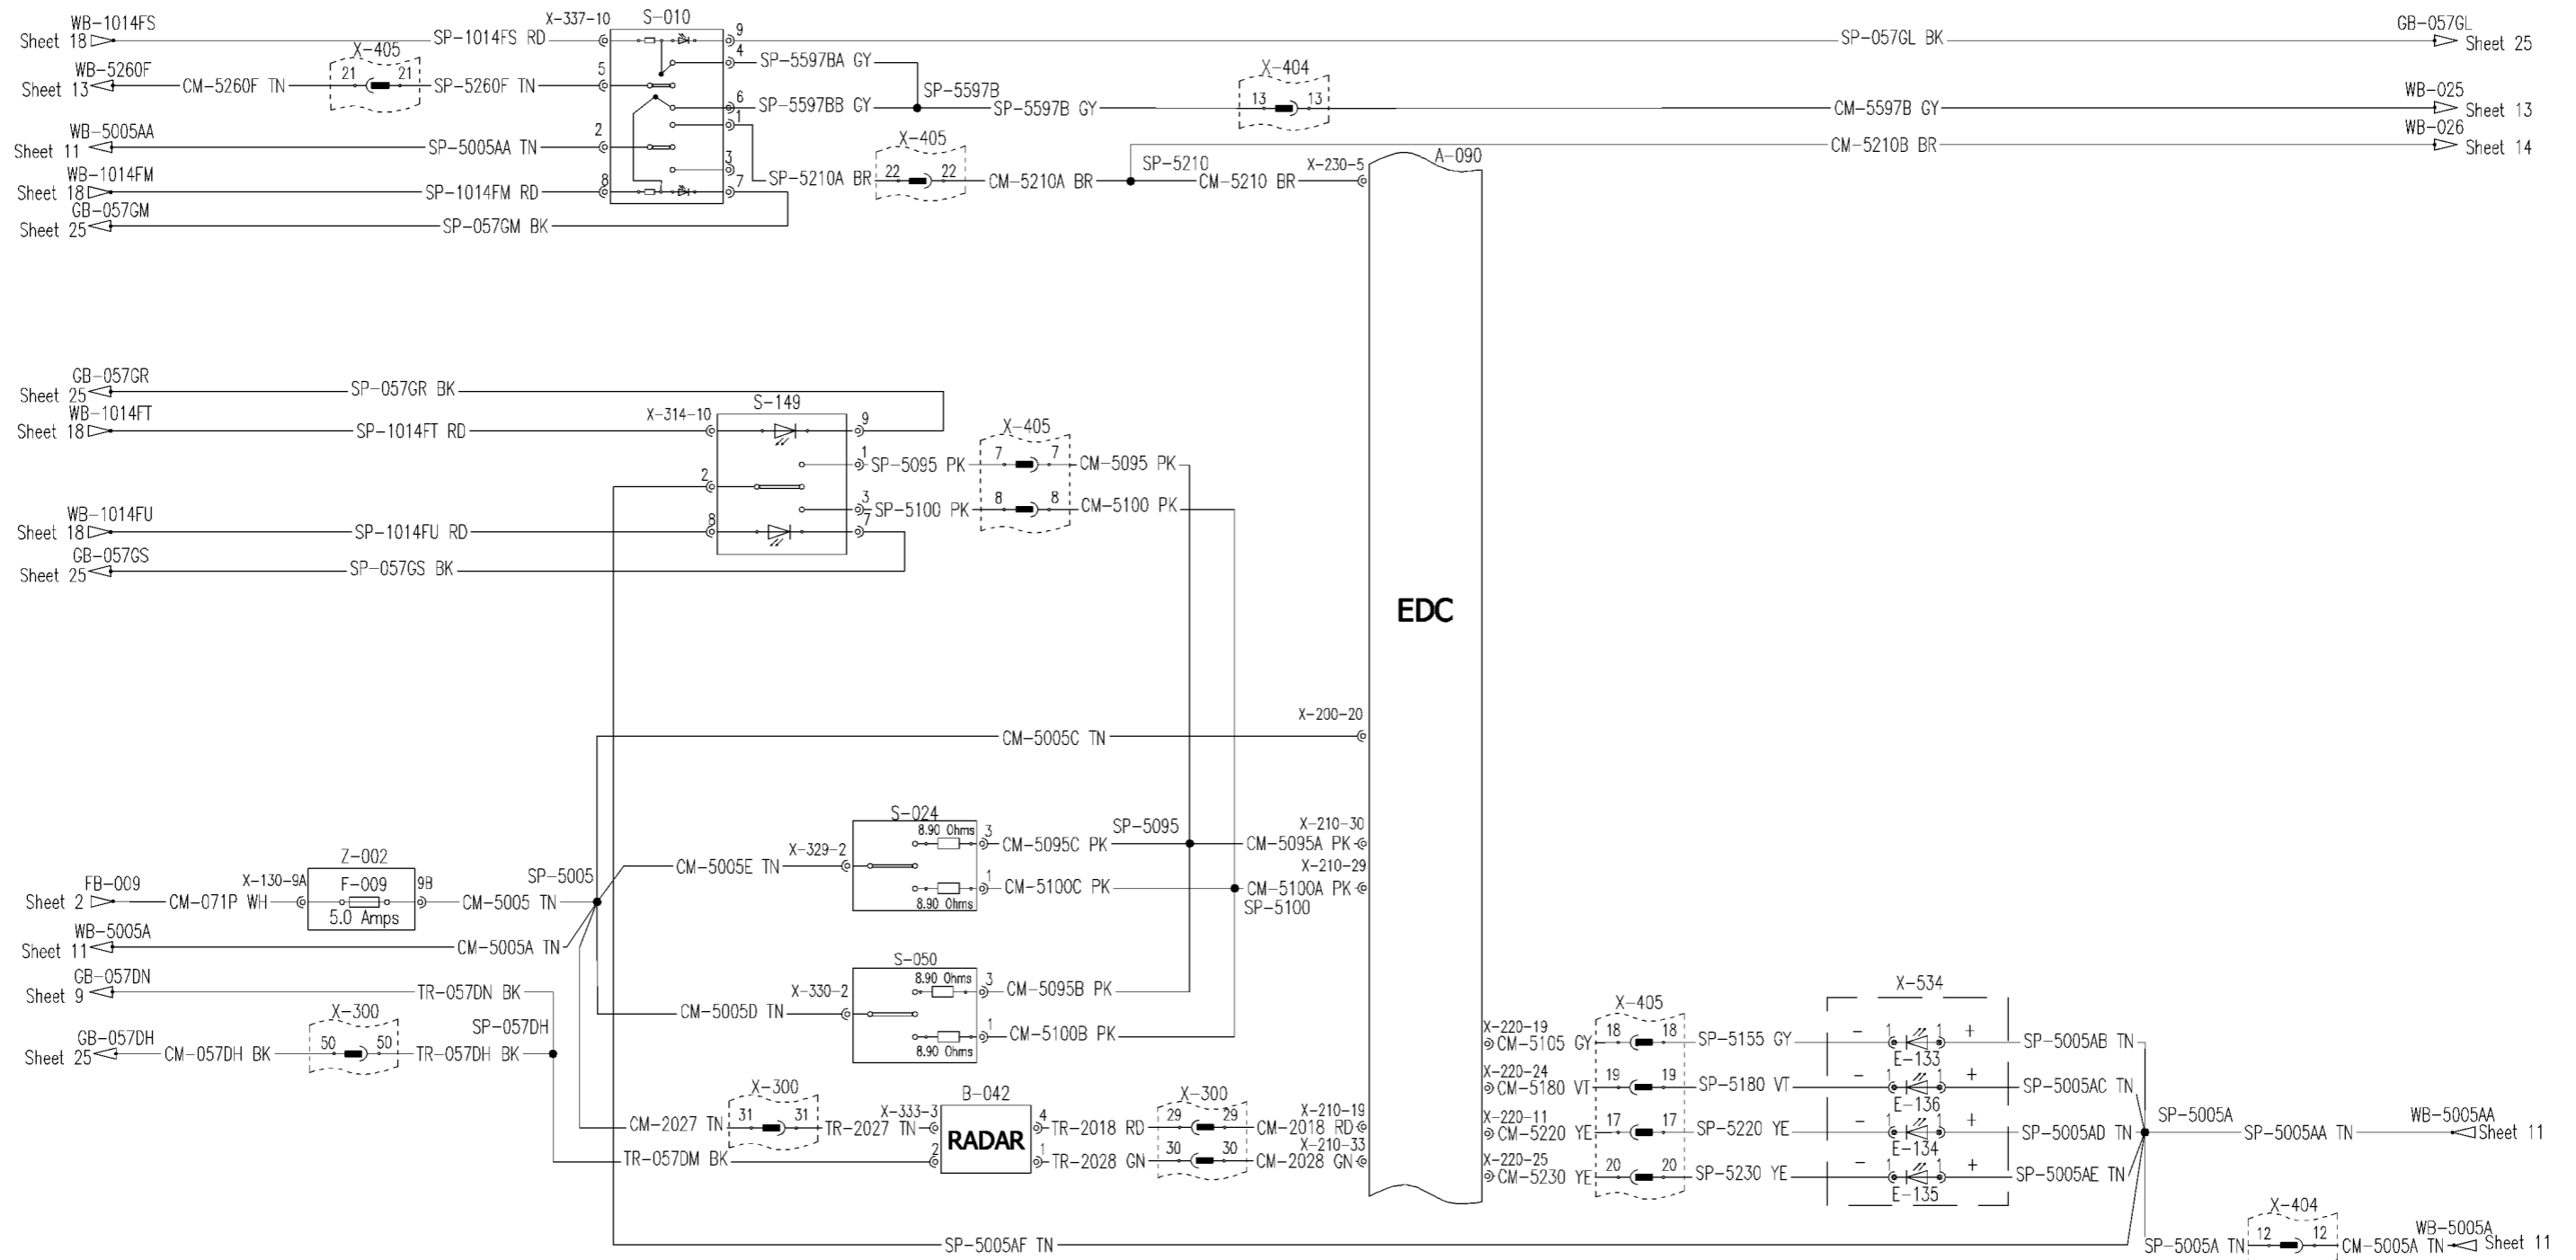 WB-1014FS
Sheet 18
SP-1014FS RD
X-337-10
S-010
9
SP-057GL BK
GB-057GL
Sheet 25
WB-5260F
Sheet 13
CM-5260F TN
X-405
21 21
SP-5260F TN
5
4
SP-5597BA GY
6
SP-5597BB GY
SP-5597B
SP-5597B GY
X-404
13 13
CM-5597B GY
WB-025
Sheet 13
WB-5005AA
Sheet 11
SP-5005AA TN
2
1
3
X-405
SP-5210A BR
22 22
CM-5210A BR
SP-5210
CM-5210 BR
X-230-5
A-090
CM-5210B BR
WB-026
Sheet 14
WB-1014FM
Sheet 18
SP-1014FM RD
8
7
GB-057GM
Sheet 25
SP-057GM BK
GB-057GR
Sheet 25
SP-057GR BK
WB-1014FT
Sheet 18
SP-1014FT RD
X-314-10
S-149
9
1
SP-5095 PK
X-405
7 7
CM-5095 PK
2
3
SP-5100 PK
8 8
CM-5100 PK
WB-1014FU
Sheet 18
SP-1014FU RD
8
7
GB-057GS
Sheet 25
SP-057GS BK
EDC
X-200-20
CM-5005C TN
S-024
8.90 Ohms
3
CM-5095C PK
SP-5095
X-210-30
CM-5095A PK
X-329-2
CM-5005E TN
8.90 Ohms
1
CM-5100C PK
X-210-29
CM-5100A PK
SP-5100
Z-002
FB-009
Sheet 2
CM-071P WH
X-130-9A
F-009
5.0 Amps
9B
CM-5005 TN
SP-5005
WB-5005A
Sheet 11
CM-5005A TN
GB-057DN
Sheet 9
TR-057DN BK
S-050
8.90 Ohms
3
CM-5095B PK
X-330-2
CM-5005D TN
8.90 Ohms
1
CM-5100B PK
GB-057DH
Sheet 25
CM-057DH BK
X-300
50 50
TR-057DH BK
SP-057DH
CM-2027 TN
X-300
31 31
TR-2027 TN
X-333-3
B-042
RADAR
4
TR-2018 RD
X-300
29 29
CM-2018 RD
X-210-19
TR-057DM BK
2
1
TR-2028 GN
30 30
CM-2028 GN
X-210-33
X-220-19
CM-5105 GY
X-405
18 18
SP-5155 GY
X-534
- 1 1 +
E-133
SP-5005AB TN
X-220-24
CM-5180 VT
19 19
SP-5180 VT
- 1 1 +
E-136
SP-5005AC TN
X-220-11
CM-5220 YE
17 17
SP-5220 YE
- 1 1 +
E-134
SP-5005AD TN
SP-5005A
SP-5005AA TN
WB-5005AA
Sheet 11
X-220-25
CM-5230 YE
20 20
SP-5230 YE
- 1 1 +
E-135
SP-5005AE TN
SP-5005AF TN
SP-5005A TN
X-404
12 12
CM-5005A TN
WB-5005A
Sheet 11